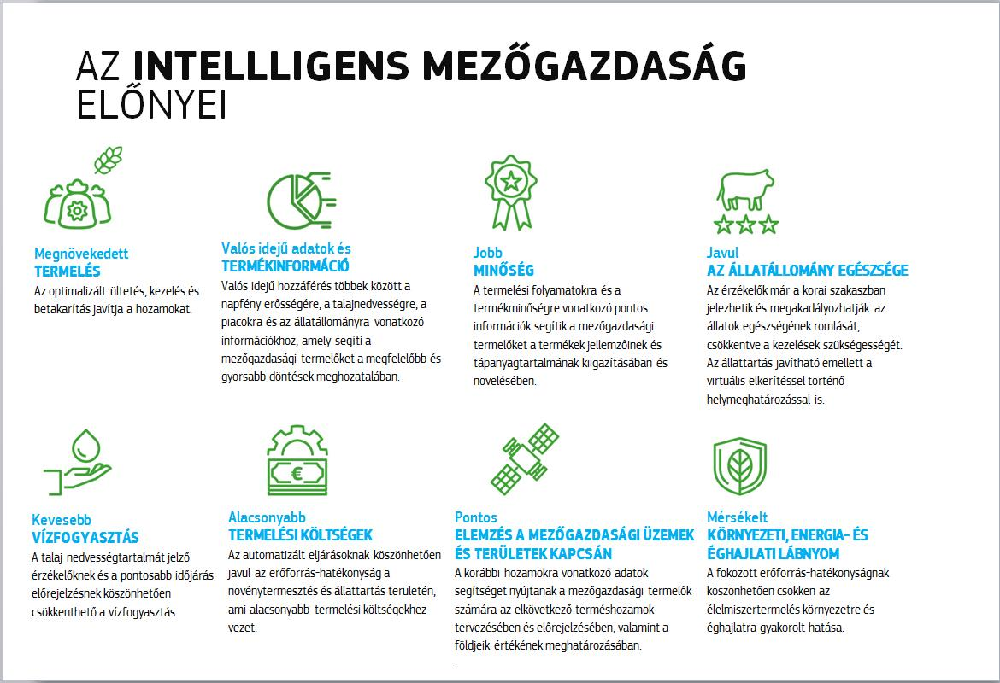 AZ INTELLLIGENS MEZŐGAZDASÁG
ELŐNYEI
Megnövekedett
TERMELÉS
Az optimalizált ültetés, kezelés és
betakarítás javítja a hozamokat.
Valós idejű adatok és
TERMÉKINFORMÁCIÓ
Valós idejű hozzáférés többek között a
napfény erősségére, a talajnedvességre, a
piacokra és az állatállományra vonatkozó
információkhoz, amely segíti a
mezőgazdasági termelőket a megfelelőbb és
gyorsabb döntések meghozatalában.
Jobb
MINŐSÉG
A termelési folyamatokra és a
termékminőségre vonatkozó pontos
információk segítik a mezőgazdasági
termelőket a termékek jellemzőinek és
tápanyagtartalmának kiigazításában és
növelésében.
Javul
AZ ÁLLATÁLLOMÁNY EGÉSZSÉGE
Az érzékelők már a korai szakaszban
jelezhetik és megakadályozhatják az
állatok egészségének romlását,
csökkentve a kezelések szükségességét.
Az állattartás javítható emellett a
virtuális elkerítéssel történő
helymeghatározással is.
Kevesebb
VÍZFOGYASZTÁS
A talaj nedvességtartalmát jelző
érzékelőknek és a pontosabb időjárás-
előrejelzésnek köszönhetően
csökkenthető a vízfogyasztás.
Alacsonyabb
TERMELÉSI KÖLTSÉGEK
Az automatizált eljárásoknak köszönhetően
javul az erőforrás-hatékonyság a
növénytermesztés és állattartás területén,
ami alacsonyabb termelési költségekhez
vezet.
Pontos
ELEMZÉS A MEZŐGAZDASÁGI ÜZEMEK
ÉS TERÜLETEK KAPCSÁN
A korábbi hozamokra vonatkozó adatok
segítséget nyújtanak a mezőgazdasági termelők
számára az elkövetkező terméshozamok
tervezésében és előrejelzésében, valamint a
földjeik értékének meghatározásában.
.
Mérsékelt
KÖRNYEZETI, ENERGIA- ÉS
ÉGHAJLATI LÁBNYOM
A fokozott erőforrás-hatékonyságnak
köszönhetően csökken az
élelmiszertermelés környezetre és
éghajlatra gyakorolt hatása.
€